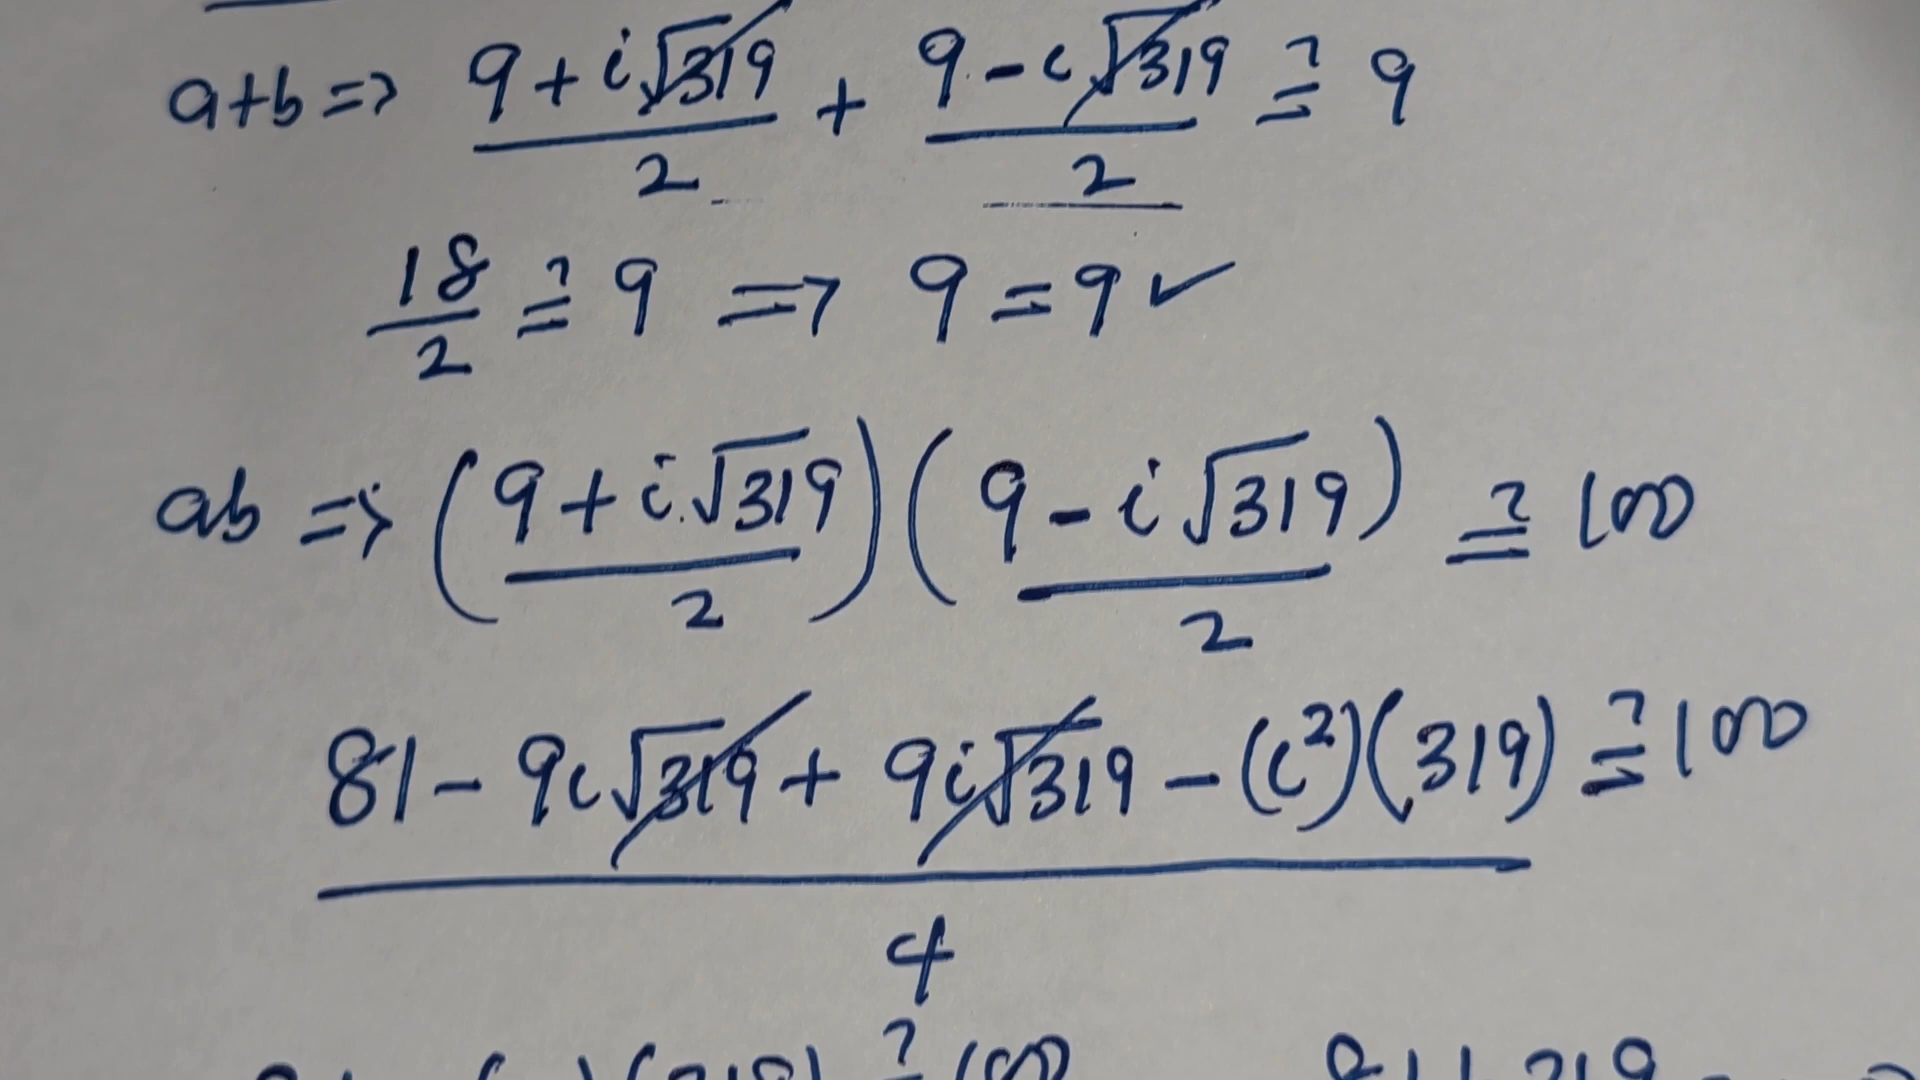 a+b => (9+i√319)/2 + (9-i√319)/2 ≟ 9
18/2 ≟ 9 => 9 = 9 ✓
ab => ((9+i√319)/2)((9-i√319)/2) ≟ 100
(81 - 9i√319 + 9i√319 - (i²)(319))/4 ≟ 100